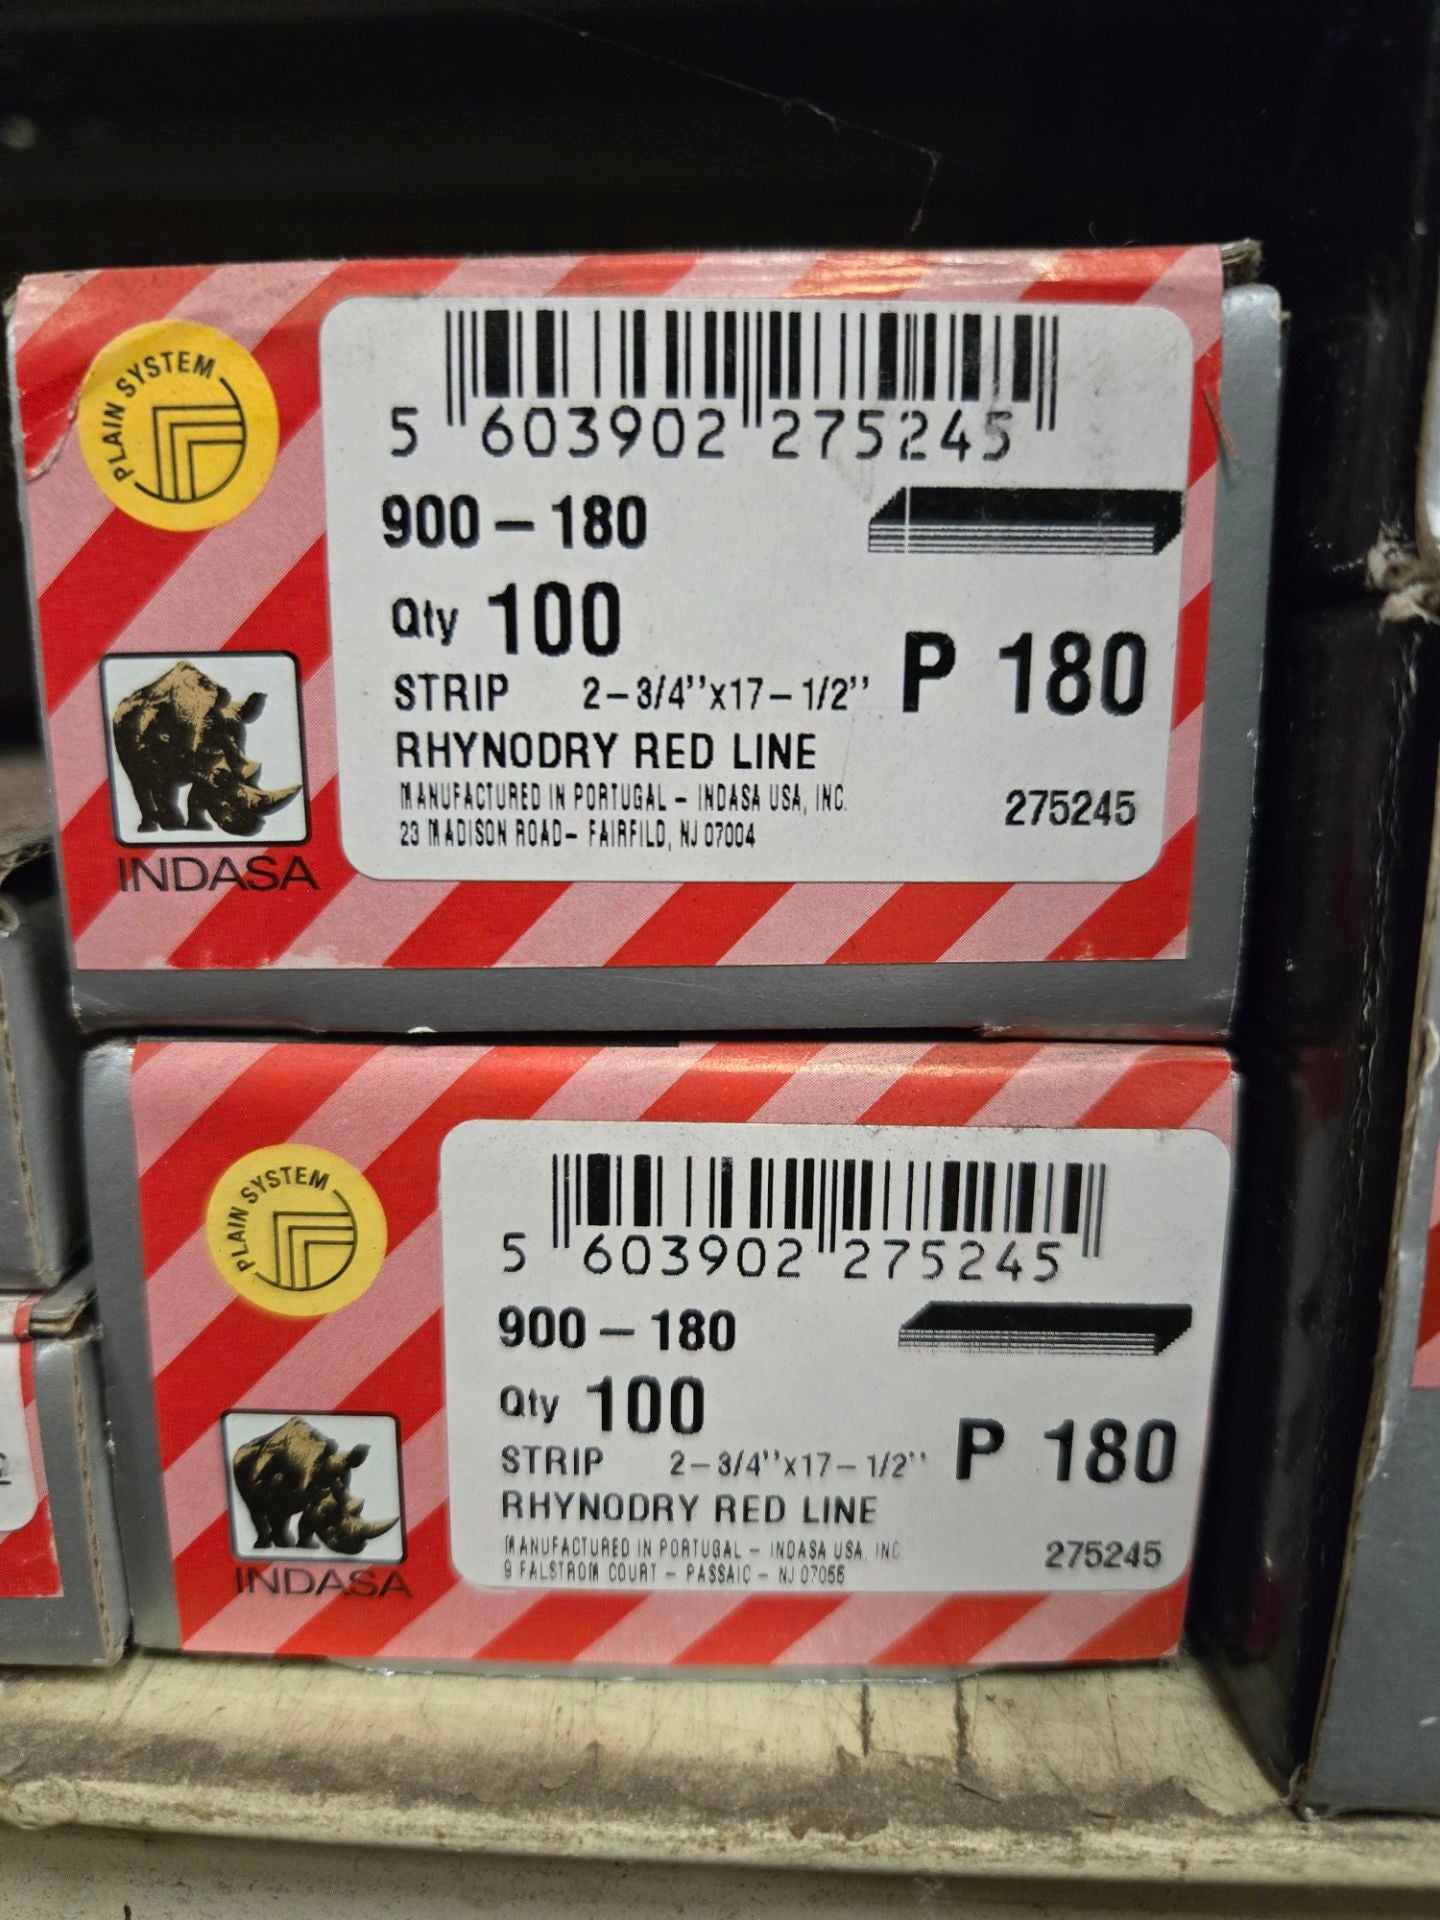 PLAIN SYSTEM
5 603902 275245
900-180
Qty 100
STRIP 2-3/4''x17-1/2'' P 180
RHYNODRY RED LINE
MANUFACTURED IN PORTUGAL - INDASA USA, INC.
23 MADISON ROAD- FAIRFILD, NJ 07004
275245
INDASA
PLAIN SYSTEM
5 603902 275245
900-180
Qty 100
STRIP 2-3/4''x17-1/2'' P 180
RHYNODRY RED LINE
MANUFACTURED IN PORTUGAL - INDASA USA, INC
9 FALSTROM COURT - PASSAIC - NJ 07055
275245
INDASA